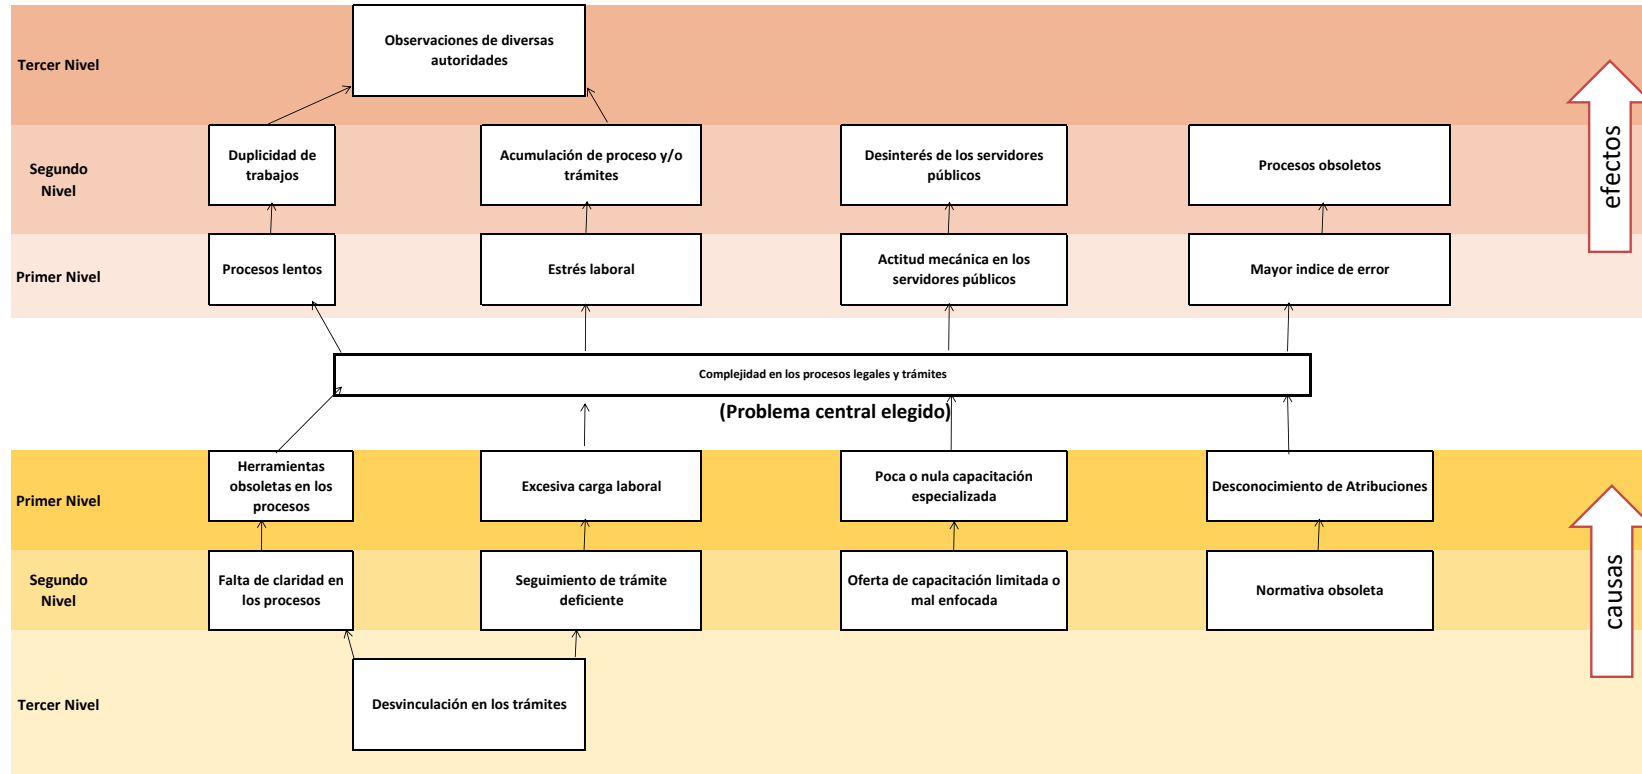 Observaciones de diversas
autoridades
Tercer Nivel
Duplicidad de
trabajos
Acumulación de proceso y/o
trámites
Desinterés de los servidores
públicos
Procesos obsoletos
Segundo
Nivel
efectos
Primer Nivel
Procesos lentos
Estrés laboral
Actitud mecánica en los
servidores públicos
Mayor indice de error
Complejidad en los procesos legales y trámites
(Problema central elegido)
Primer Nivel
Herramientas
obsoletas en los
procesos
Excesiva carga laboral
Poca o nula capacitación
especializada
Desconocimiento de Atribuciones
Segundo
Nivel
Falta de claridad en
los procesos
Seguimiento de trámite
deficiente
Oferta de capacitación limitada o
mal enfocada
Normativa obsoleta
causas
Tercer Nivel
Desvinculación en los trámites